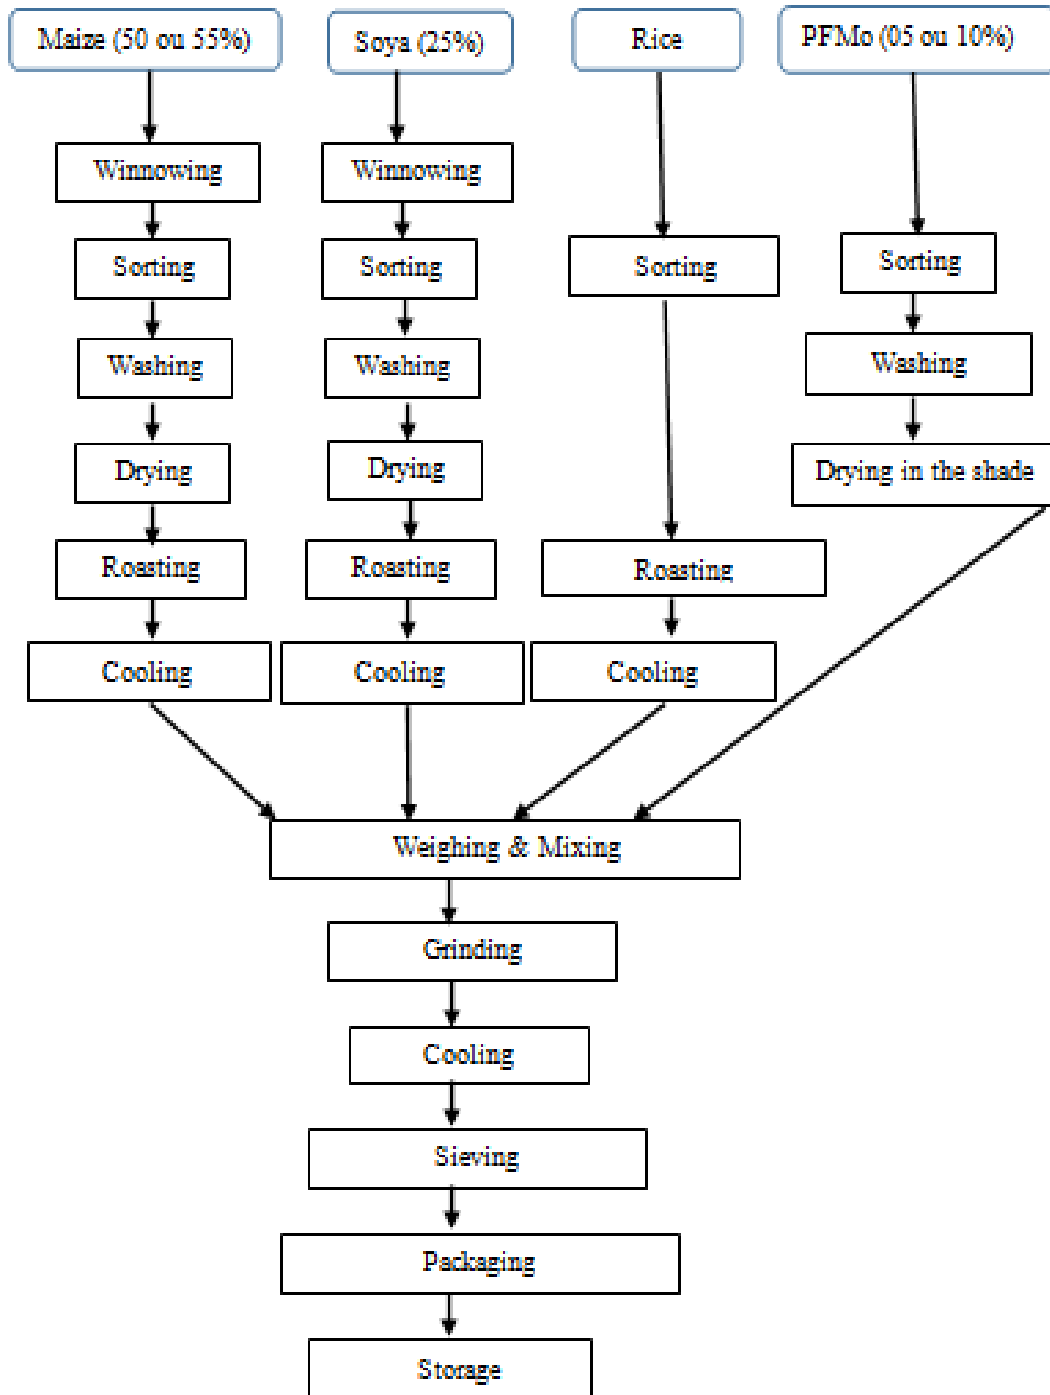 Maize (50 ou 55%)
Soya (25%)
Rice
PFMo (05 ou 10%)
Winnowing
Winnowing
Sorting
Sorting
Sorting
Sorting
Washing
Washing
Washing
Drying
Drying
Drying in the shade
Roasting
Roasting
Roasting
Cooling
Cooling
Cooling
Weighing & Mixing
Grinding
Cooling
Sieving
Packaging
Storage